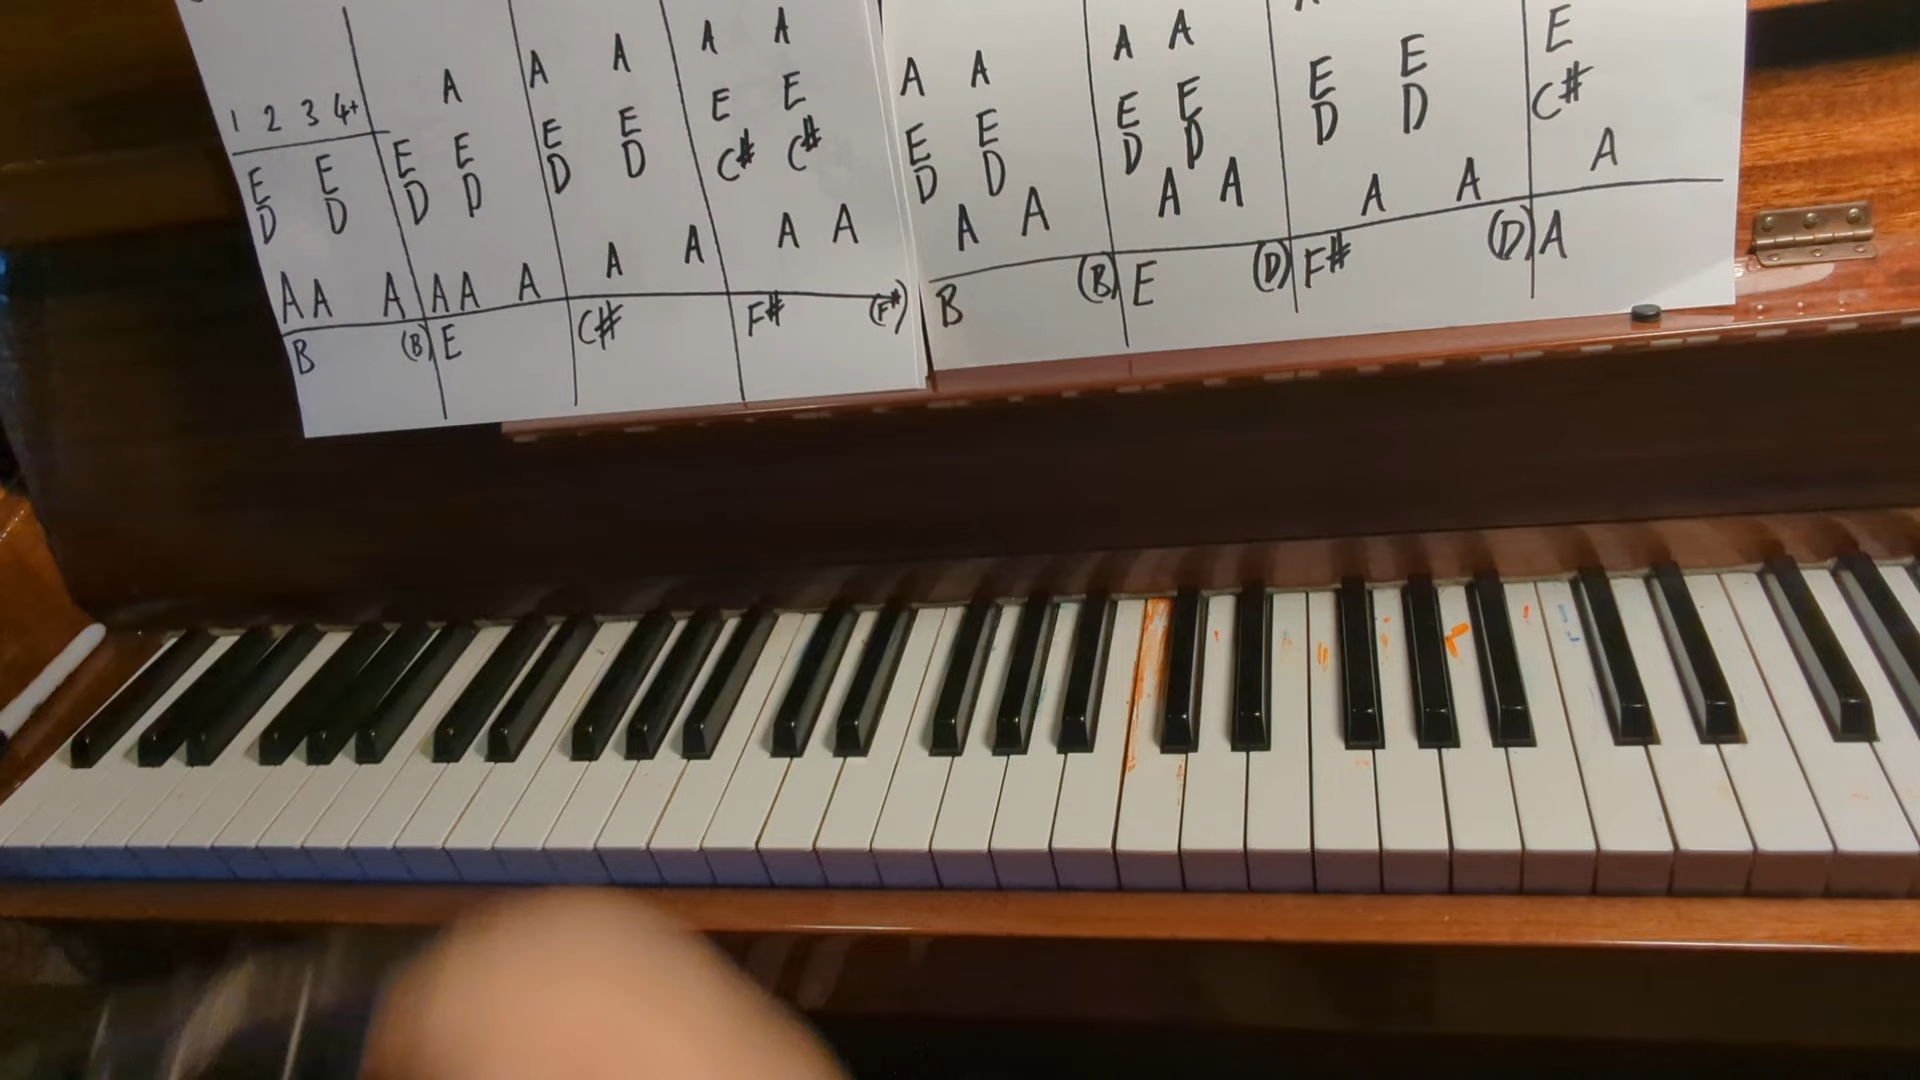 A A A A A
1 2 3 4+ E E E E E E
E E D D D D C# C#
D D A A A A
A A A A A A
B (B) E C# F# (F#)
A A A A E
E E E E E E C#
D D D D D D A
A A A A A A
B (B) E (D) F# (D) A